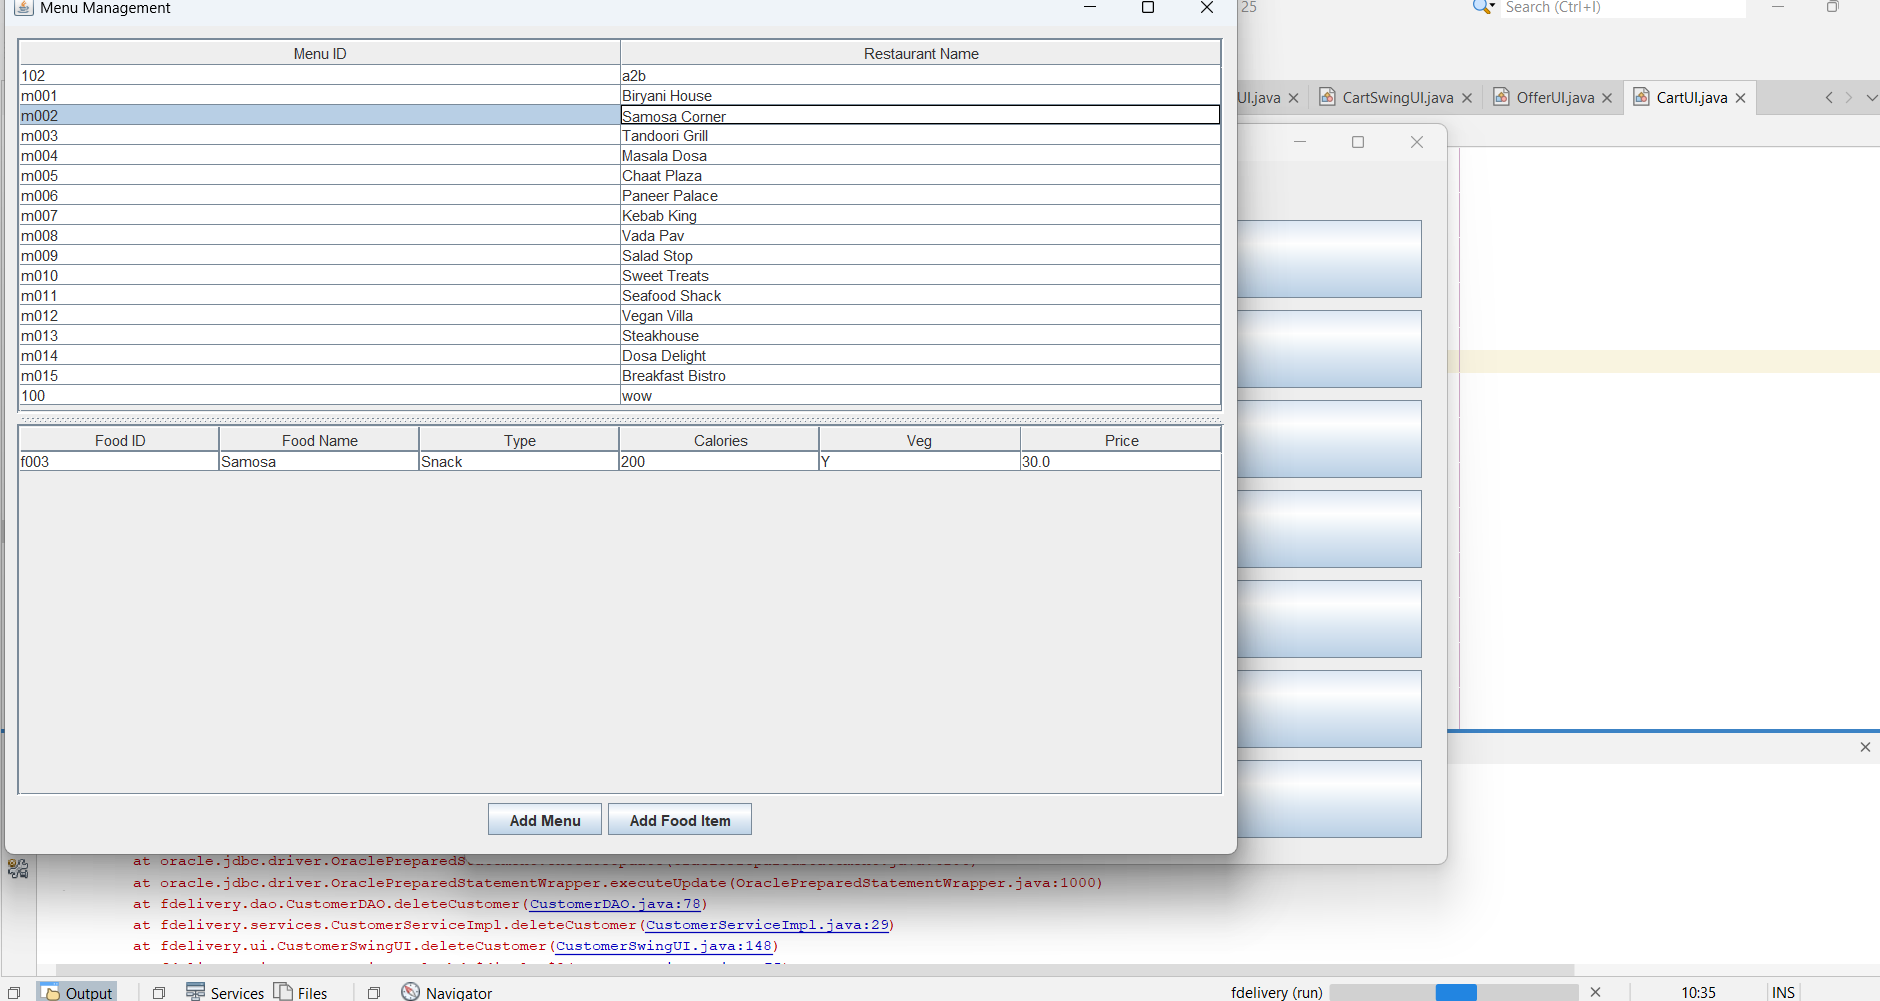 Menu Management
25
Search (Ctrl+I)
Menu ID Restaurant Name
102 a2b
m001 Biryani House
m002 Samosa Corner
m003 Tandoori Grill
m004 Masala Dosa
m005 Chaat Plaza
m006 Paneer Palace
m007 Kebab King
m008 Vada Pav
m009 Salad Stop
m010 Sweet Treats
m011 Seafood Shack
m012 Vegan Villa
m013 Steakhouse
m014 Dosa Delight
m015 Breakfast Bistro
100 wow
UI.java CartSwingUI.java OfferUI.java CartUI.java
Food ID Food Name Type Calories Veg Price
f003 Samosa Snack 200 Y 30.0
Add Menu Add Food Item
at oracle.jdbc.driver.OraclePreparedStatement.executeUpdate
at oracle.jdbc.driver.OraclePreparedStatementWrapper.executeUpdate(OraclePreparedStatementWrapper.java:1000)
at fdelivery.dao.CustomerDAO.deleteCustomer(CustomerDAO.java:78)
at fdelivery.services.CustomerServiceImpl.deleteCustomer(CustomerServiceImpl.java:29)
at fdelivery.ui.CustomerSwingUI.deleteCustomer(CustomerSwingUI.java:148)
Output Services Files Navigator fdelivery (run) 10:35 INS